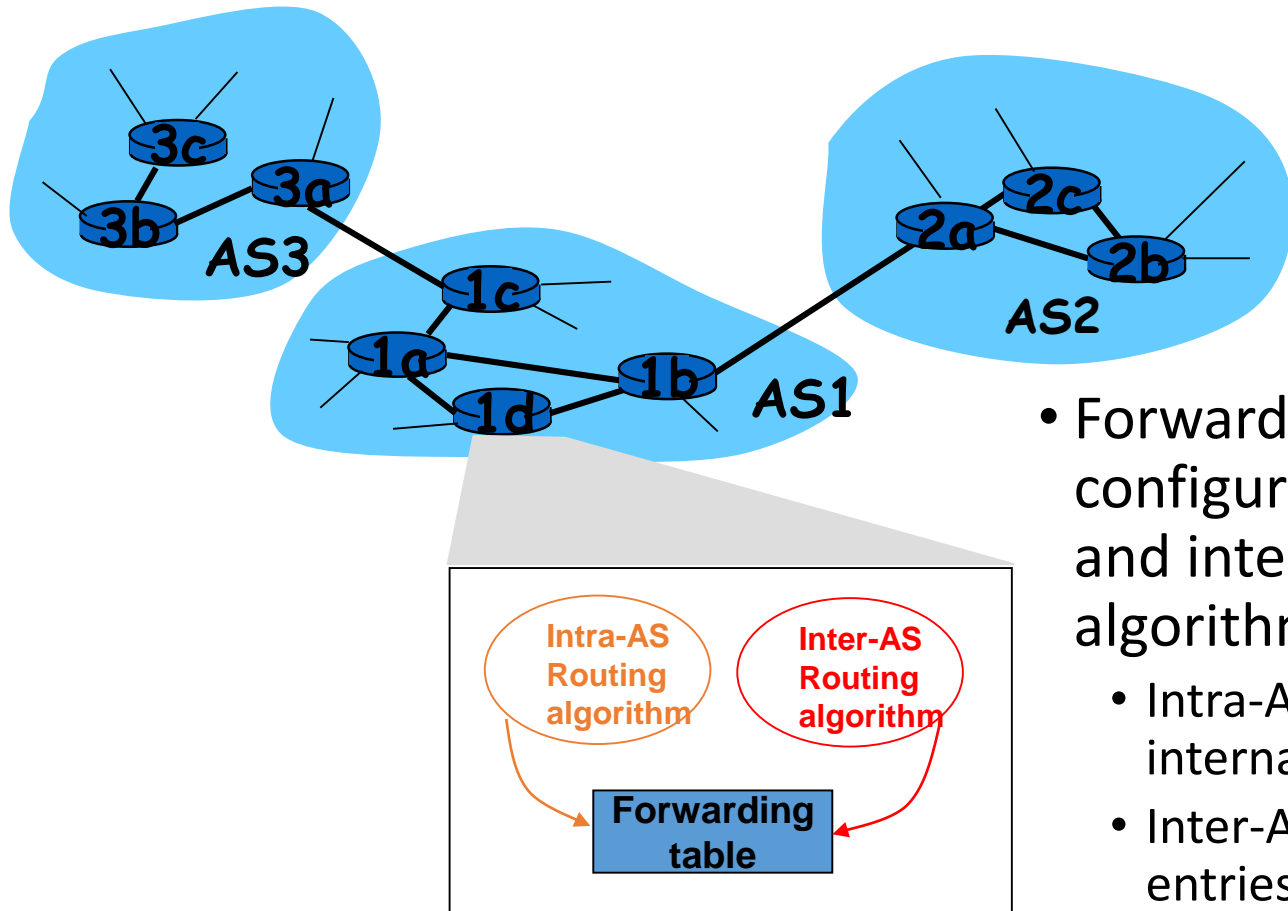 3c
3a
3b
AS3
2c
2a
2b
AS2
1c
1a
1b
1d
AS1
• Forward
configur
and inte
• Intra-A
interna
• Inter-A
entries
Intra-AS
Routing
algorithm
Inter-AS
Routing
algorithm
Forwarding
table